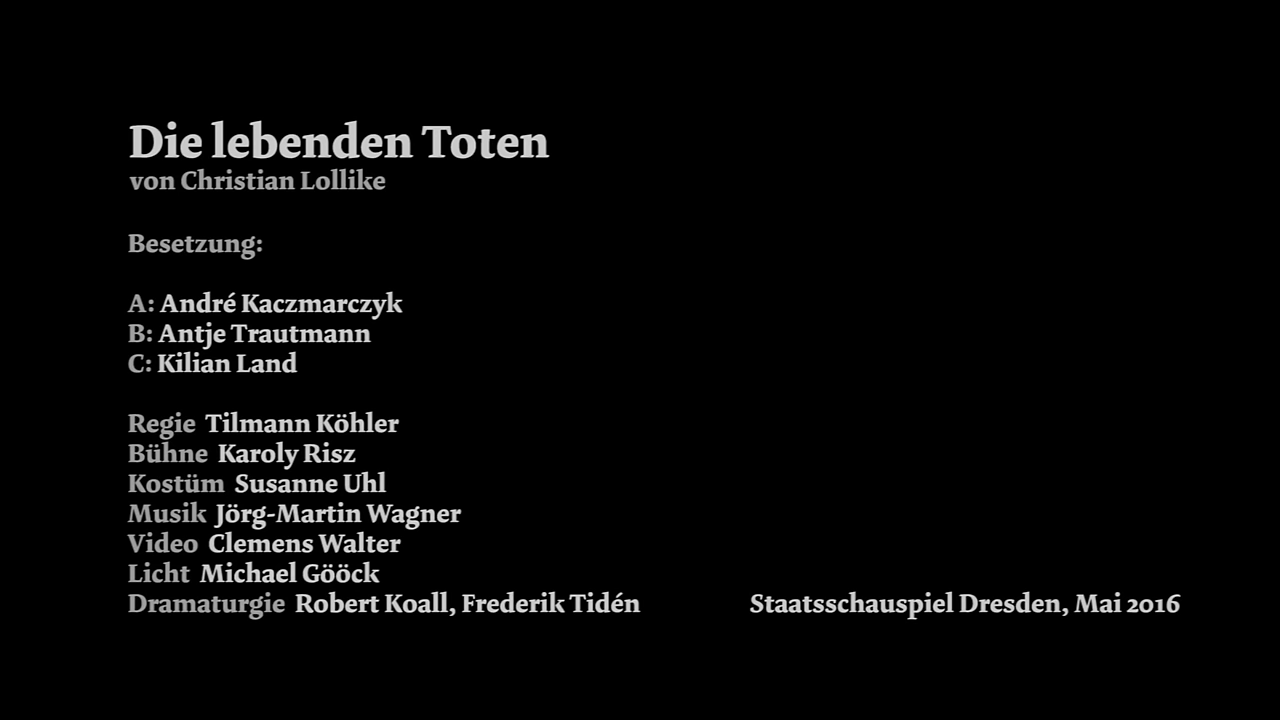 Die lebenden Toten
von Christian Lollike
Besetzung:
A: André Kaczmarczyk
B: Antje Trautmann
C: Kilian Land
Regie Tilmann Köhler
Bühne Karoly Risz
Kostüm Susanne Uhl
Musik Jörg-Martin Wagner
Video Clemens Walter
Licht Michael Gööck
Dramaturgie Robert Koall, Frederik Tidén
Staatsschauspiel Dresden, Mai 2016